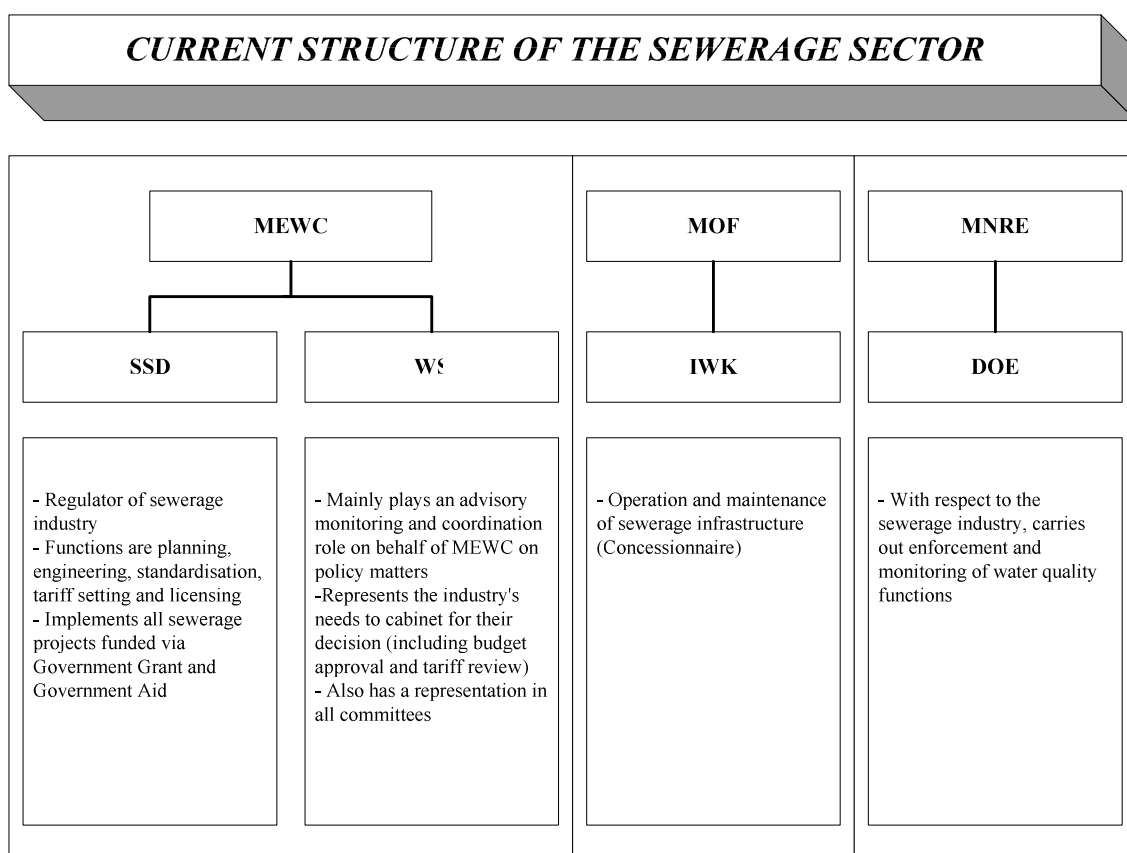 CURRENT STRUCTURE OF THE SEWERAGE SECTOR
MEWC
MOF
MNRE
SSD
WS
IWK
DOE
- Regulator of sewerage
industry
- Functions are planning,
engineering, standardisation,
tariff setting and licensing
- Implements all sewerage
projects funded via
Government Grant and
Government Aid
- Mainly plays an advisory
monitoring and coordination
role on behalf of MEWC on
policy matters
-Represents the industry's
needs to cabinet for their
decision (including budget
approval and tariff review)
- Also has a representation in
all committees
- Operation and maintenance
of sewerage infrastructure
(Concessionnaire)
- With respect to the
sewerage industry, carries
out enforcement and
monitoring of water quality
functions